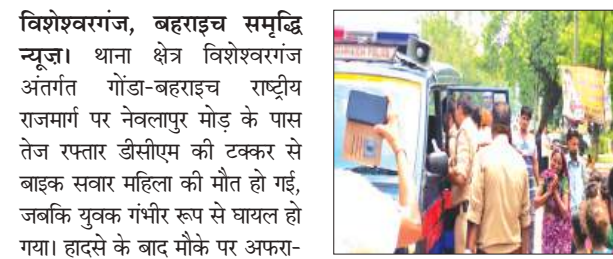 विशेश्वरगंज, बहराइच समृद्धि
न्यूज। थाना क्षेत्र विशेश्वरगंज
अंतर्गत गोंडा-बहराइच राष्ट्रीय
राजमार्ग पर नेवलापुर मोड़ के पास
तेज रफ्तार डीसीएम की टक्कर से
बाइक सवार महिला की मौत हो गई,
जबकि युवक गंभीर रूप से घायल हो
गया। हादसे के बाद मौके पर अफरा-